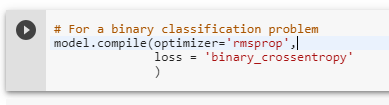 # For a binary classification problem
model.compile(optimizer='rmsprop',
              loss = 'binary_crossentropy'
              )